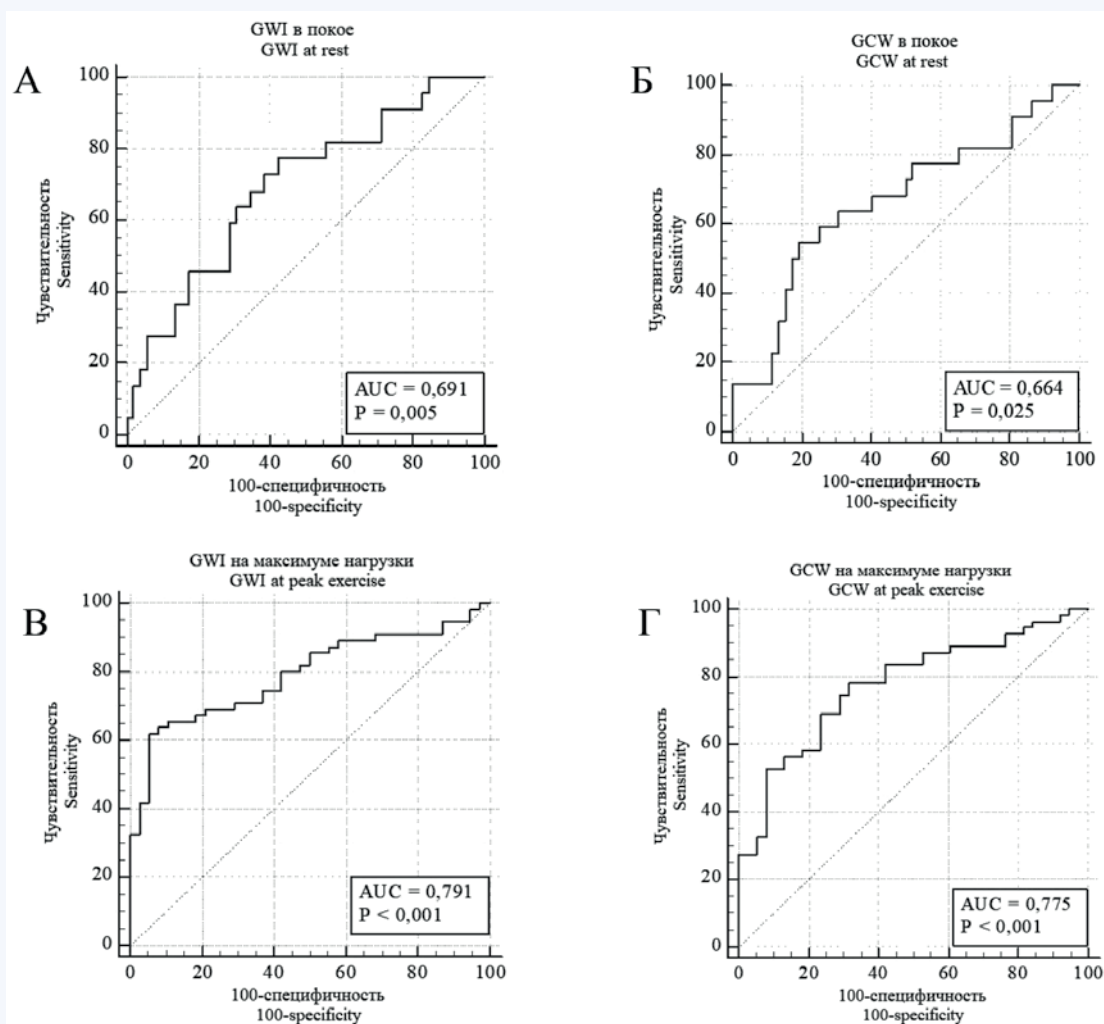 GWI в покое
GWI at rest
А
100
80
60
40
20
0
Чувствительность
Sensitivity
AUC = 0,691
P = 0,005
0 20 40 60 80 100
100-специфичность
100-specificity
GCW в покое
GCW at rest
Б
100
80
60
40
20
0
Чувствительность
Sensitivity
AUC = 0,664
P = 0,025
0 20 40 60 80 100
100-специфичность
100-specificity
GWI на максимуме нагрузки
GWI at peak exercise
В
100
80
60
40
20
0
Чувствительность
Sensitivity
AUC = 0,791
P < 0,001
0 20 40 60 80 100
100-специфичность
100-specificity
GCW на максимуме нагрузки
GCW at peak exercise
Г
100
80
60
40
20
0
Чувствительность
Sensitivity
AUC = 0,775
P < 0,001
0 20 40 60 80 100
100-специфичность
100-specificity